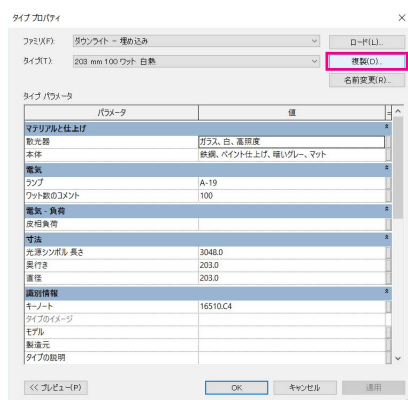 タイプ プロパティ
ファミリ(F): ダウンライト - 埋め込み ロード(L)...
タイプ(T): 203 mm 100 ワット 白熱 複製(D)...
名前変更(R)...
タイプ パラメータ
パラメータ 値 =
マテリアルと仕上げ
散光器 ガラス、白、高照度
本体 鉄鋼、ペイント仕上げ、暗いグレー、マット
電気
ランプ A-19
ワット数のコメント 100
電気 - 負荷
皮相負荷
寸法
光源シンボル 長さ 3048.0
奥行き 203.0
直径 203.0
識別情報
キーノート 16510.C4
タイプのイメージ
モデル
製造元
タイプの説明
<< プレビュー(P) OK キャンセル 適用